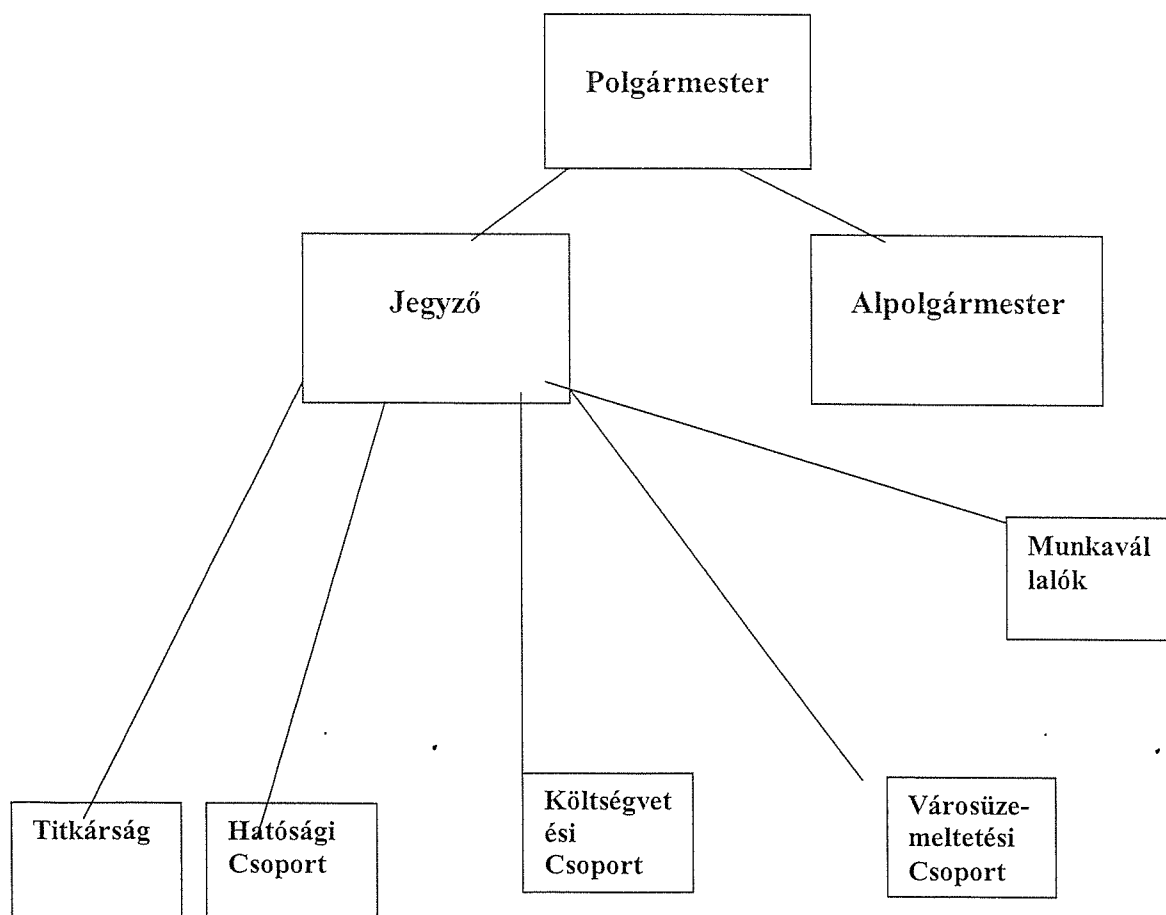 Polgármester
Jegyző
Alpolgármester
Munkavál
lalók
Titkárság
Hatósági
Csoport
Költségvet
ési
Csoport
Városüze-
meltetési
Csoport